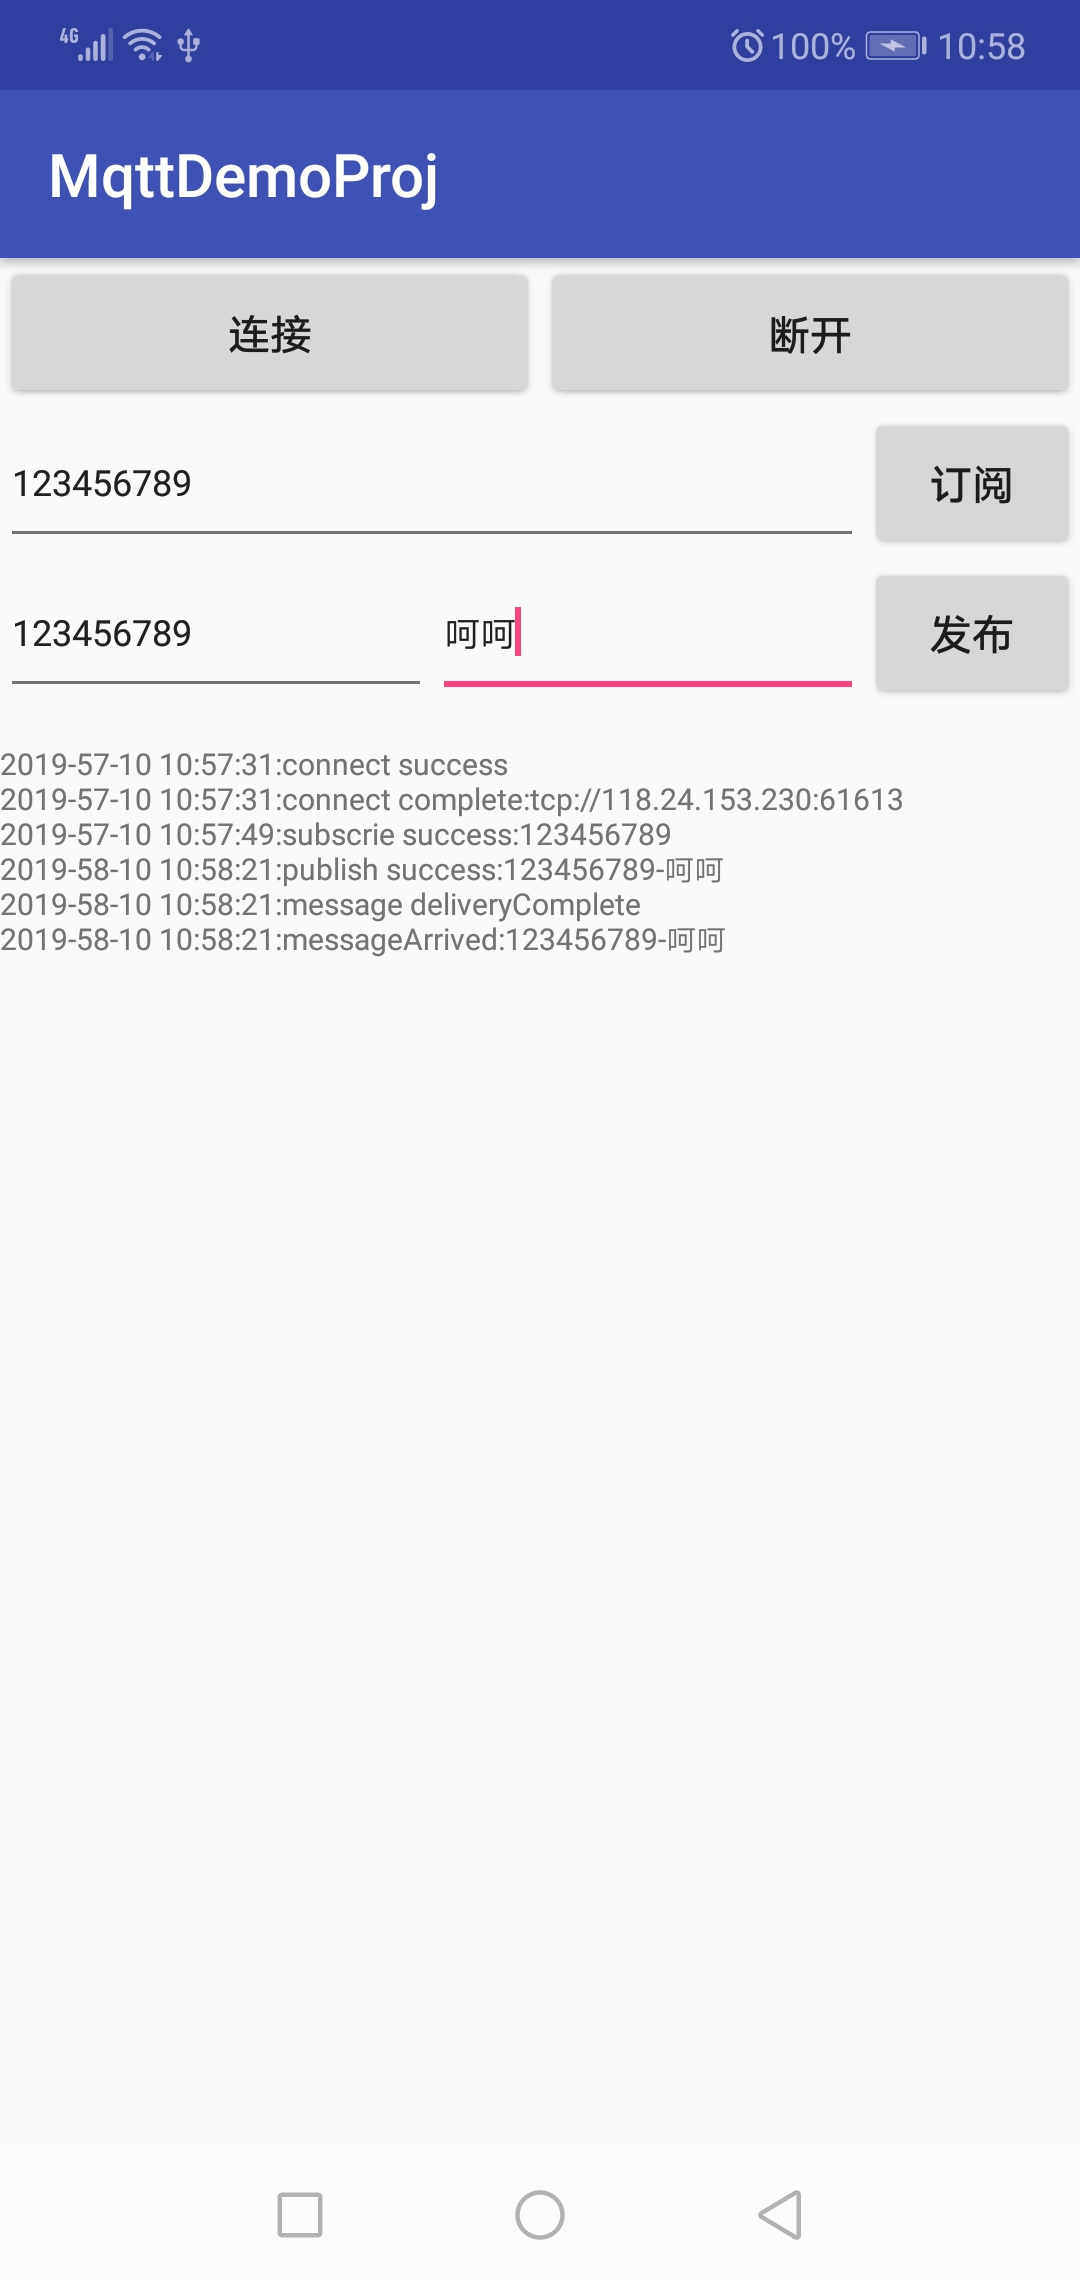 4G 100% 10:58
MqttDemoProj
连接 断开
123456789 订阅
123456789 呵呵 发布
2019-57-10 10:57:31:connect success
2019-57-10 10:57:31:connect complete:tcp://118.24.153.230:61613
2019-57-10 10:57:49:subscrie success:123456789
2019-58-10 10:58:21:publish success:123456789-呵呵
2019-58-10 10:58:21:message deliveryComplete
2019-58-10 10:58:21:messageArrived:123456789-呵呵